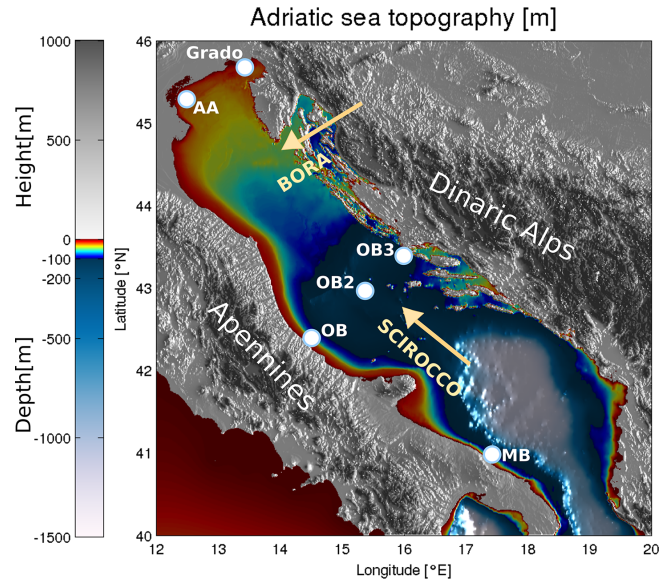 Adriatic sea topography [m]
1000
500
0
-100
-200
-500
-1000
-1500
Height[m]
Depth[m]
46
45
44
43
42
41
40
Latitude [°N]
Grado
AA
BORA
Dinaric Alps
OB3
OB2
OB
SCIROCCO
Apennines
MB
12 13 14 15 16 17 18 19 20
Longitude [°E]